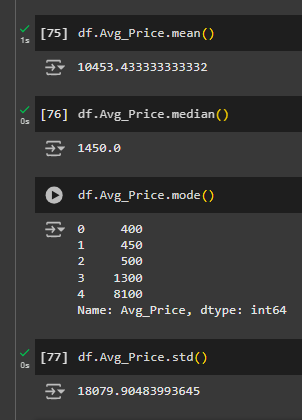 [75] df.Avg_Price.mean()
1s
10453.433333333332
[76] df.Avg_Price.median()
0s
1450.0
df.Avg_Price.mode()
0 400
1 450
2 500
3 1300
4 8100
Name: Avg_Price, dtype: int64
[77] df.Avg_Price.std()
0s
18079.90483993645